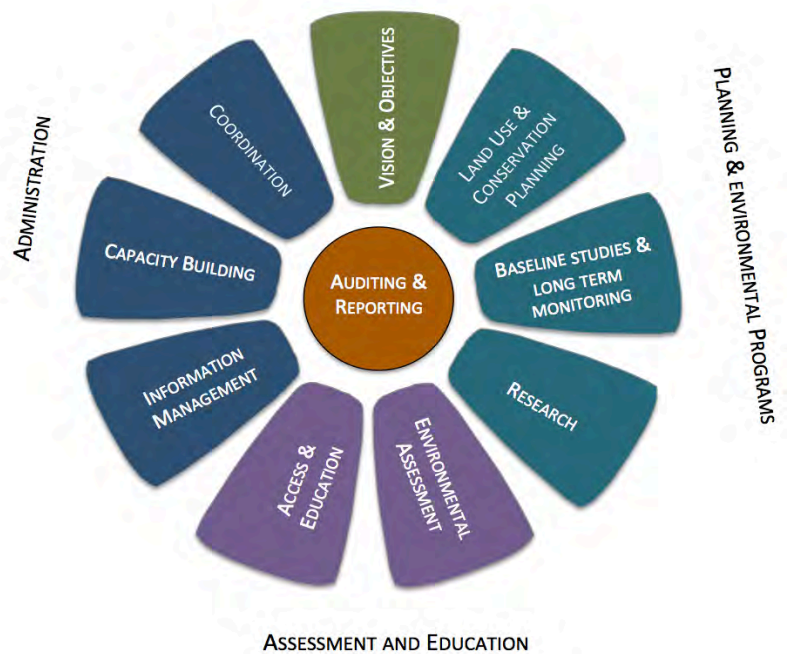 VISION & OBJECTIVES
LAND USE &
CONSERVATION
PLANNING
BASELINE STUDIES &
LONG TERM
MONITORING
RESEARCH
PLANNING & ENVIRONMENTAL PROGRAMS
ENVIRONMENTAL
ASSESSMENT
ACCESS &
EDUCATION
ASSESSMENT AND EDUCATION
INFORMATION
MANAGEMENT
CAPACITY BUILDING
COORDINATION
ADMINISTRATION
AUDITING &
REPORTING